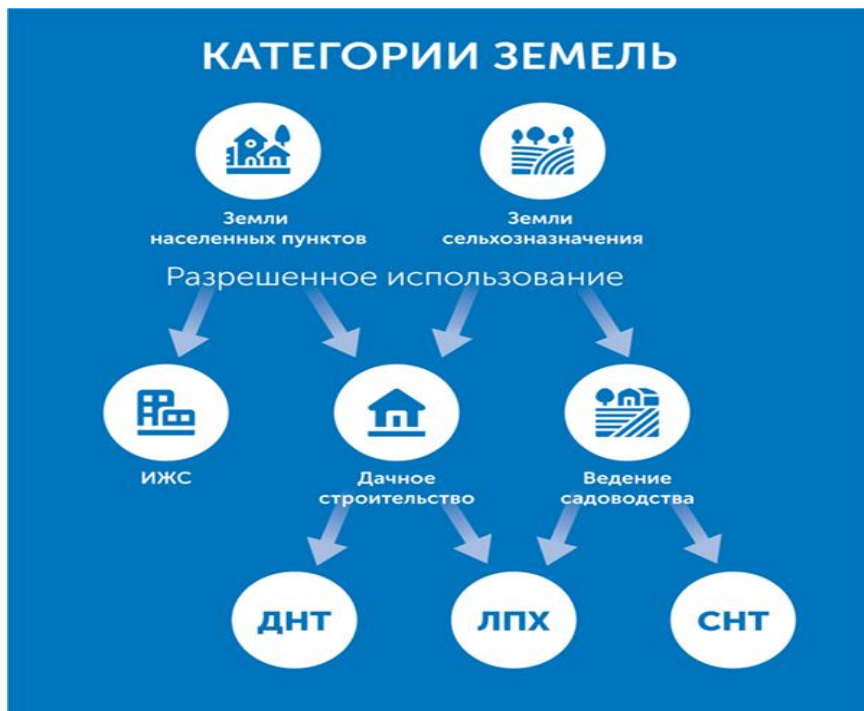 КАТЕГОРИИ ЗЕМЕЛЬ
Земли
населенных пунктов
Земли
сельхозназначения
Разрешенное использование
ИЖС
Дачное
строительство
Ведение
садоводства
ДНТ
ЛПХ
СНТ